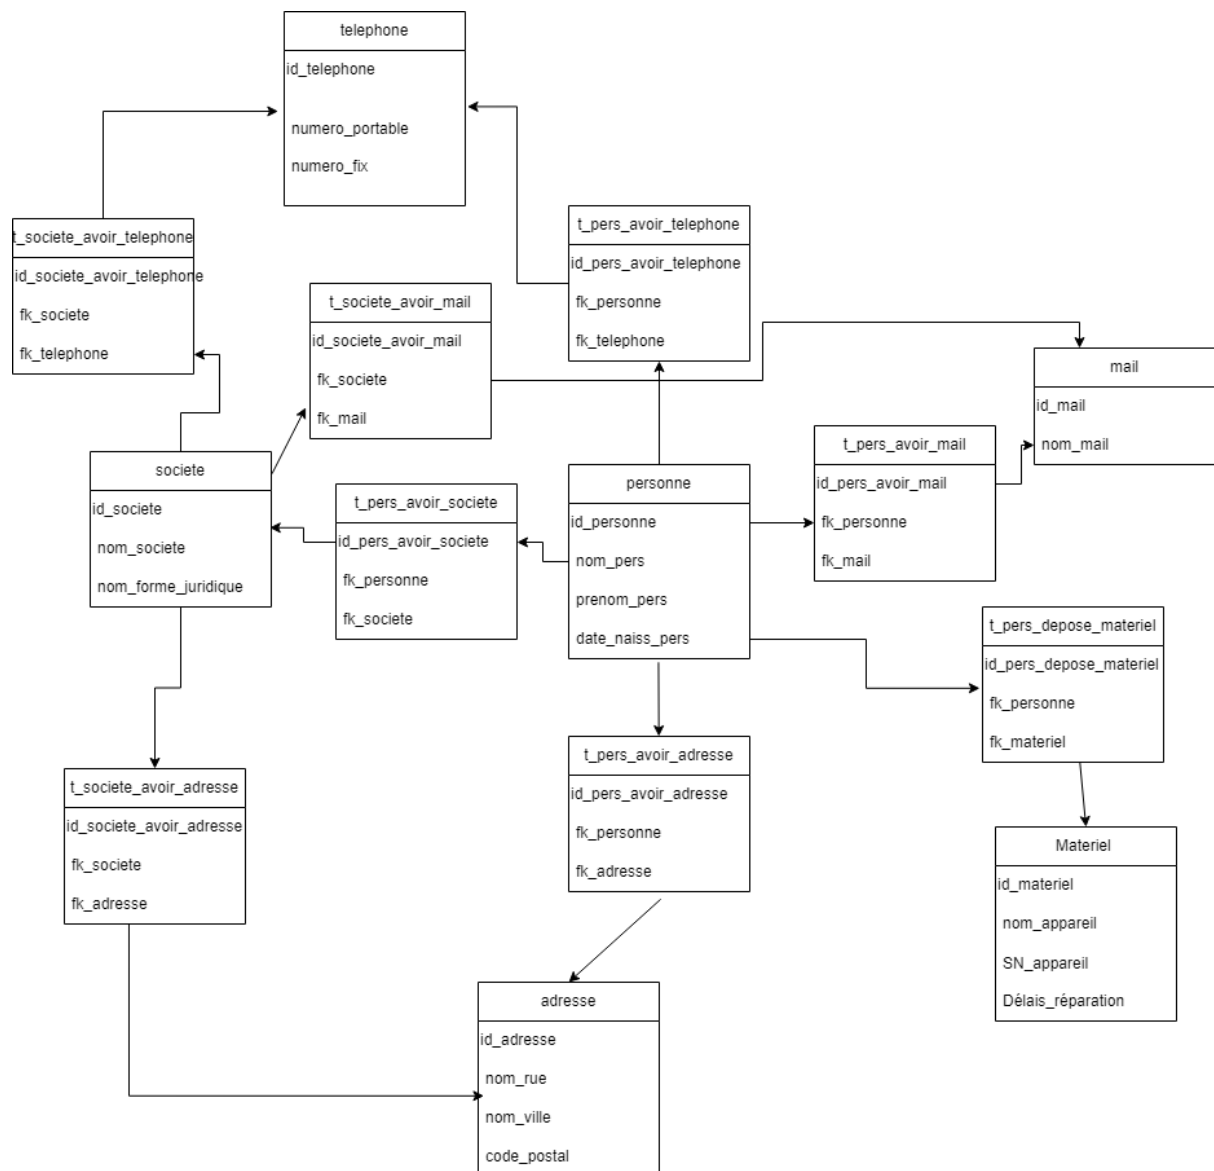 telephone
id_telephone
numero_portable
numero_fix
t_societe_avoir_telephone
id_societe_avoir_telephone
fk_societe
fk_telephone
t_pers_avoir_telephone
id_pers_avoir_telephone
fk_personne
fk_telephone
t_societe_avoir_mail
id_societe_avoir_mail
fk_societe
fk_mail
mail
id_mail
nom_mail
t_pers_avoir_mail
id_pers_avoir_mail
fk_personne
fk_mail
societe
id_societe
nom_societe
nom_forme_juridique
t_pers_avoir_societe
id_pers_avoir_societe
fk_personne
fk_societe
personne
id_personne
nom_pers
prenom_pers
date_naiss_pers
t_pers_depose_materiel
id_pers_depose_materiel
fk_personne
fk_materiel
t_societe_avoir_adresse
id_societe_avoir_adresse
fk_societe
fk_adresse
t_pers_avoir_adresse
id_pers_avoir_adresse
fk_personne
fk_adresse
Materiel
id_materiel
nom_appareil
SN_appareil
Délais_réparation
adresse
id_adresse
nom_rue
nom_ville
code_postal